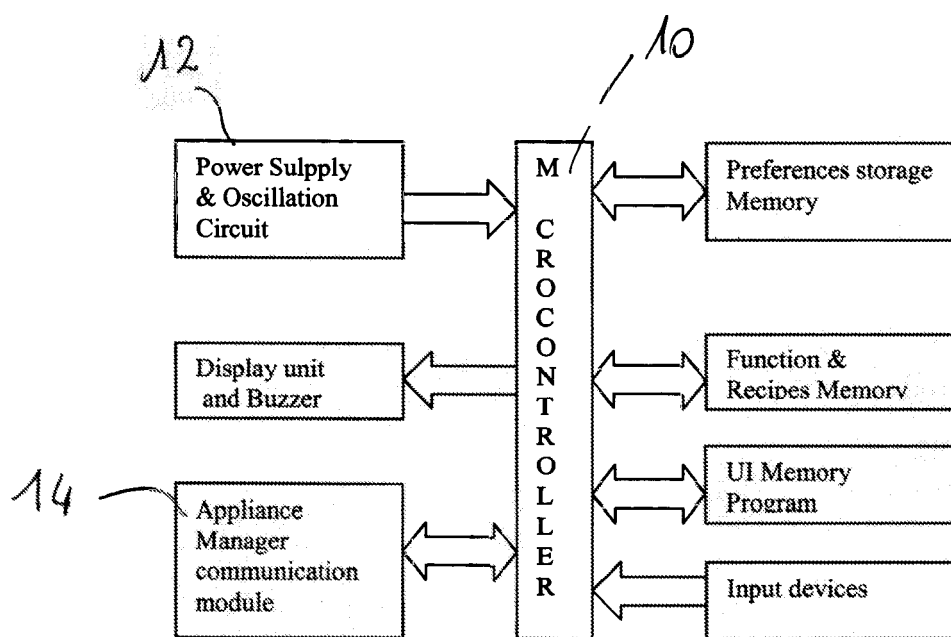 12
10
Power Sulpply
& Oscillation
Circuit
M CROCONTROLLER
Preferences storage
Memory
Display unit
and Buzzer
Function &
Recipes Memory
14
Appliance
Manager
communication
module
UI Memory
Program
Input devices